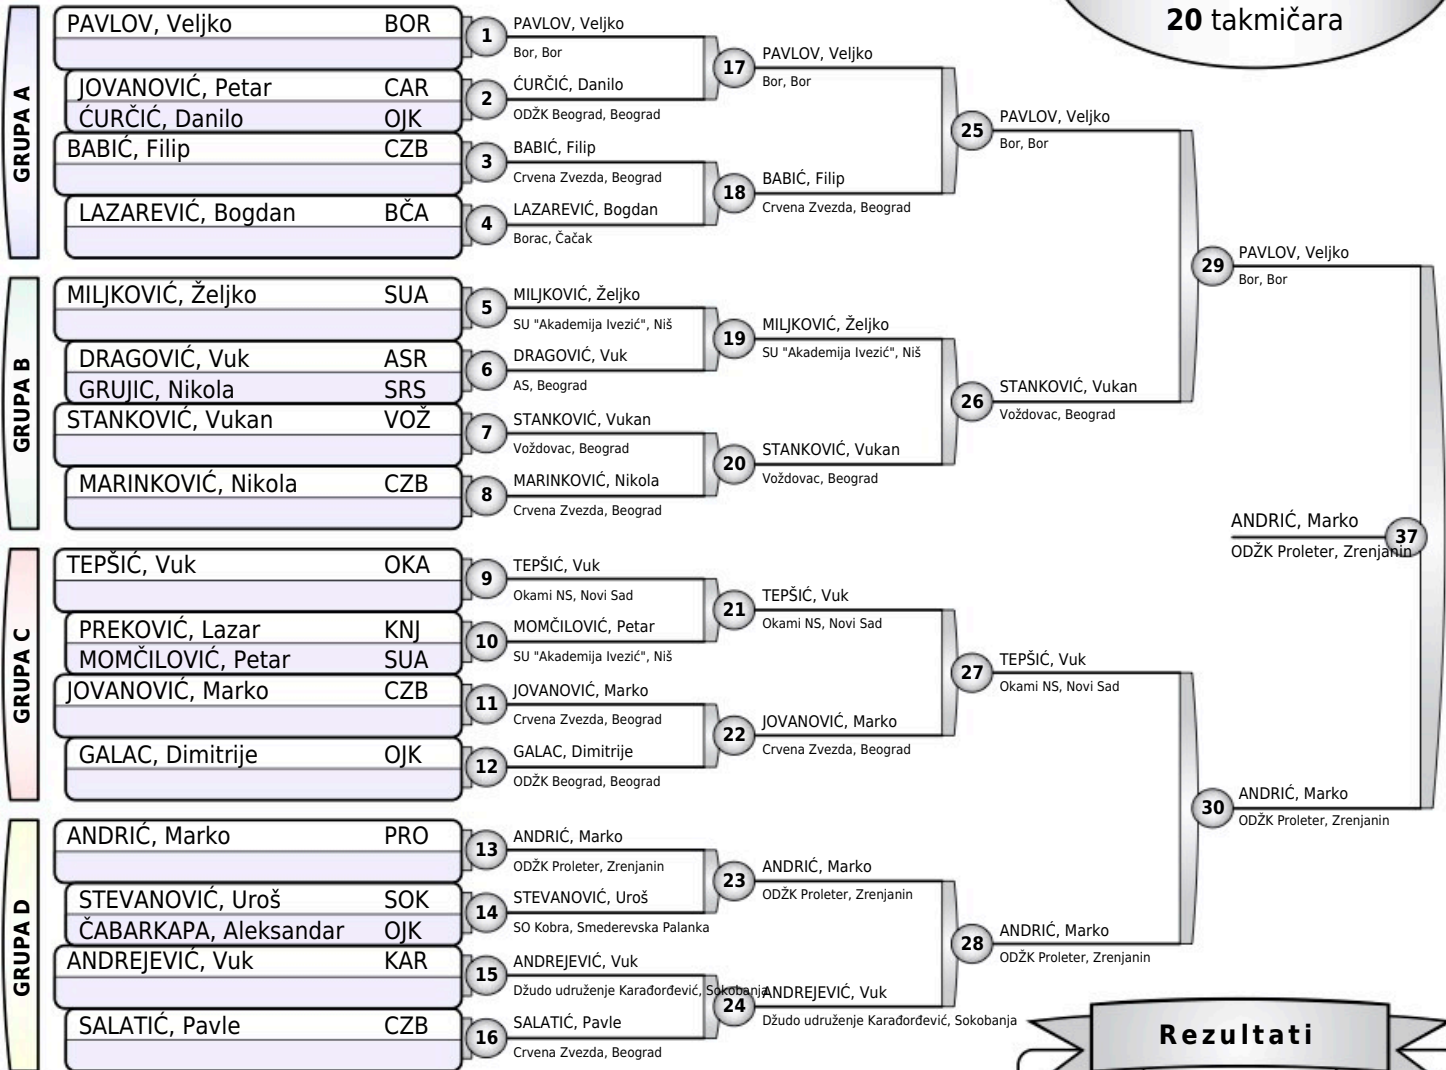 20 takmičara
GRUPA A
PAVLOV, Veljko BOR
JOVANOVIĆ, Petar CAR
ĆURČIĆ, Danilo OJK
BABIĆ, Filip CZB
LAZAREVIĆ, Bogdan BČA
1
PAVLOV, Veljko
Bor, Bor
2
ĆURČIĆ, Danilo
ODŽK Beograd, Beograd
3
BABIĆ, Filip
Crvena Zvezda, Beograd
4
LAZAREVIĆ, Bogdan
Borac, Čačak
17
PAVLOV, Veljko
Bor, Bor
18
BABIĆ, Filip
Crvena Zvezda, Beograd
25
PAVLOV, Veljko
Bor, Bor
GRUPA B
MILJKOVIĆ, Željko SUA
DRAGOVIĆ, Vuk ASR
GRUJIC, Nikola SRS
STANKOVIĆ, Vukan VOŽ
MARINKOVIĆ, Nikola CZB
5
MILJKOVIĆ, Željko
SU "Akademija Ivezić", Niš
6
DRAGOVIĆ, Vuk
AS, Beograd
7
STANKOVIĆ, Vukan
Voždovac, Beograd
8
MARINKOVIĆ, Nikola
Crvena Zvezda, Beograd
19
MILJKOVIĆ, Željko
SU "Akademija Ivezić", Niš
20
STANKOVIĆ, Vukan
Voždovac, Beograd
26
STANKOVIĆ, Vukan
Voždovac, Beograd
29
PAVLOV, Veljko
Bor, Bor
GRUPA C
TEPŠIĆ, Vuk OKA
PREKOVIĆ, Lazar KNJ
MOMČILOVIĆ, Petar SUA
JOVANOVIĆ, Marko CZB
GALAC, Dimitrije OJK
9
TEPŠIĆ, Vuk
Okami NS, Novi Sad
10
MOMČILOVIĆ, Petar
SU "Akademija Ivezić", Niš
11
JOVANOVIĆ, Marko
Crvena Zvezda, Beograd
12
GALAC, Dimitrije
ODŽK Beograd, Beograd
21
TEPŠIĆ, Vuk
Okami NS, Novi Sad
22
JOVANOVIĆ, Marko
Crvena Zvezda, Beograd
27
TEPŠIĆ, Vuk
Okami NS, Novi Sad
GRUPA D
ANDRIĆ, Marko PRO
STEVANOVIĆ, Uroš SOK
ČABARKAPA, Aleksandar OJK
ANDREJEVIĆ, Vuk KAR
SALATIĆ, Pavle CZB
13
ANDRIĆ, Marko
ODŽK Proleter, Zrenjanin
14
STEVANOVIĆ, Uroš
SO Kobra, Smederevska Palanka
15
ANDREJEVIĆ, Vuk
Džudo udruženje Karađorđević, Sokobanja
16
SALATIĆ, Pavle
Crvena Zvezda, Beograd
23
ANDRIĆ, Marko
ODŽK Proleter, Zrenjanin
24
ANDREJEVIĆ, Vuk
Džudo udruženje Karađorđević, Sokobanja
28
ANDRIĆ, Marko
ODŽK Proleter, Zrenjanin
30
ANDRIĆ, Marko
ODŽK Proleter, Zrenjanin
ANDRIĆ, Marko
37
ODŽK Proleter, Zrenjanin
Rezultati